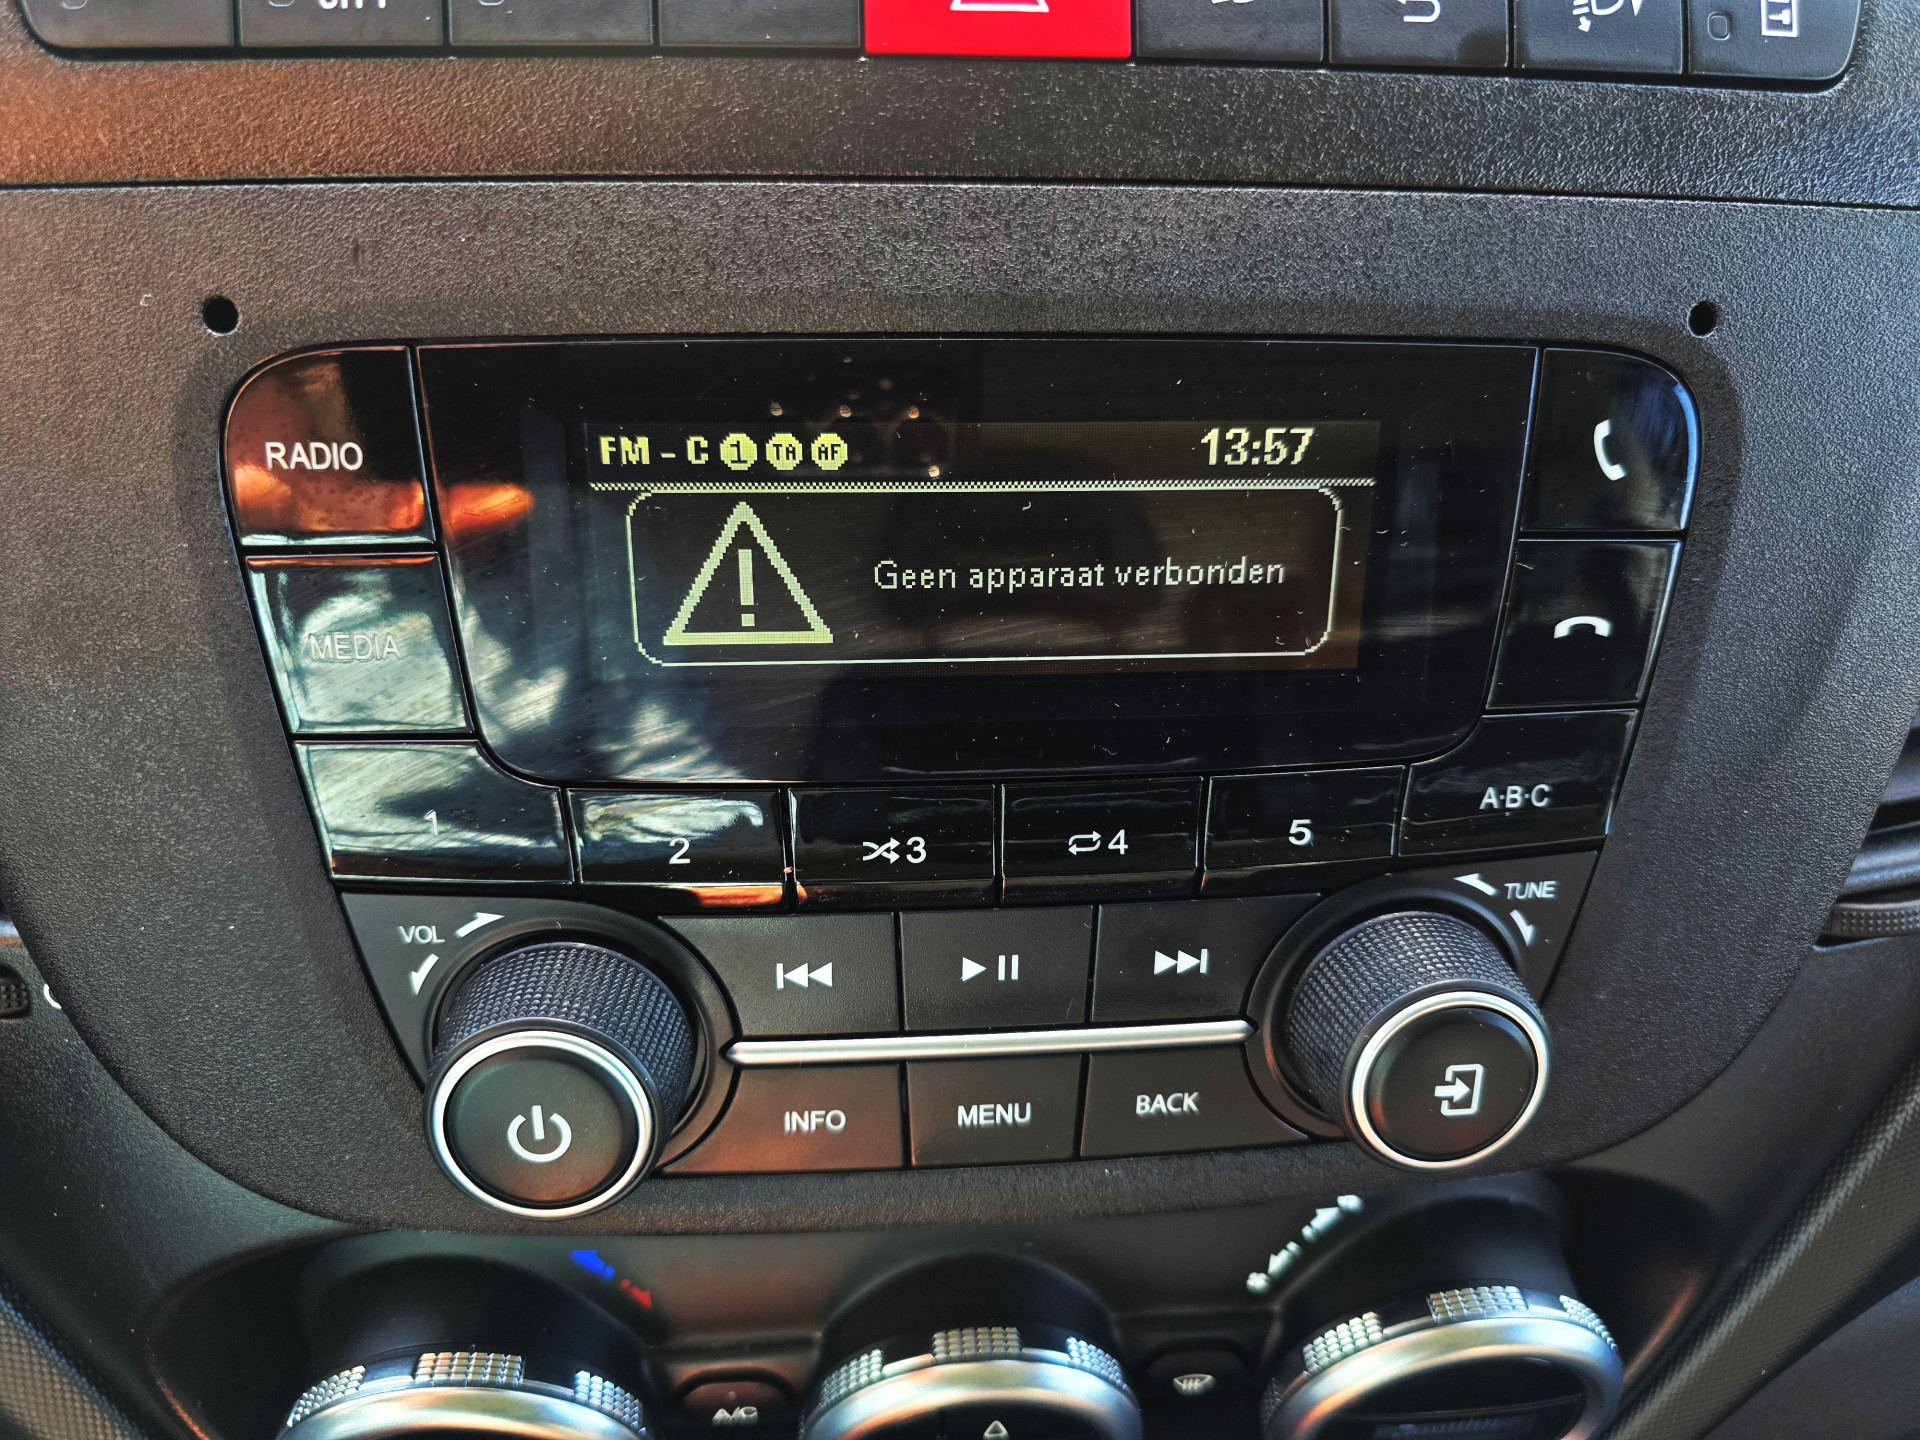 CITY
RADIO
FM - C 1 TA AF 13:57
Geen apparaat verbonden
MEDIA
1
2
3
4
5
A·B·C
VOL
TUNE
INFO
MENU
BACK
A/C